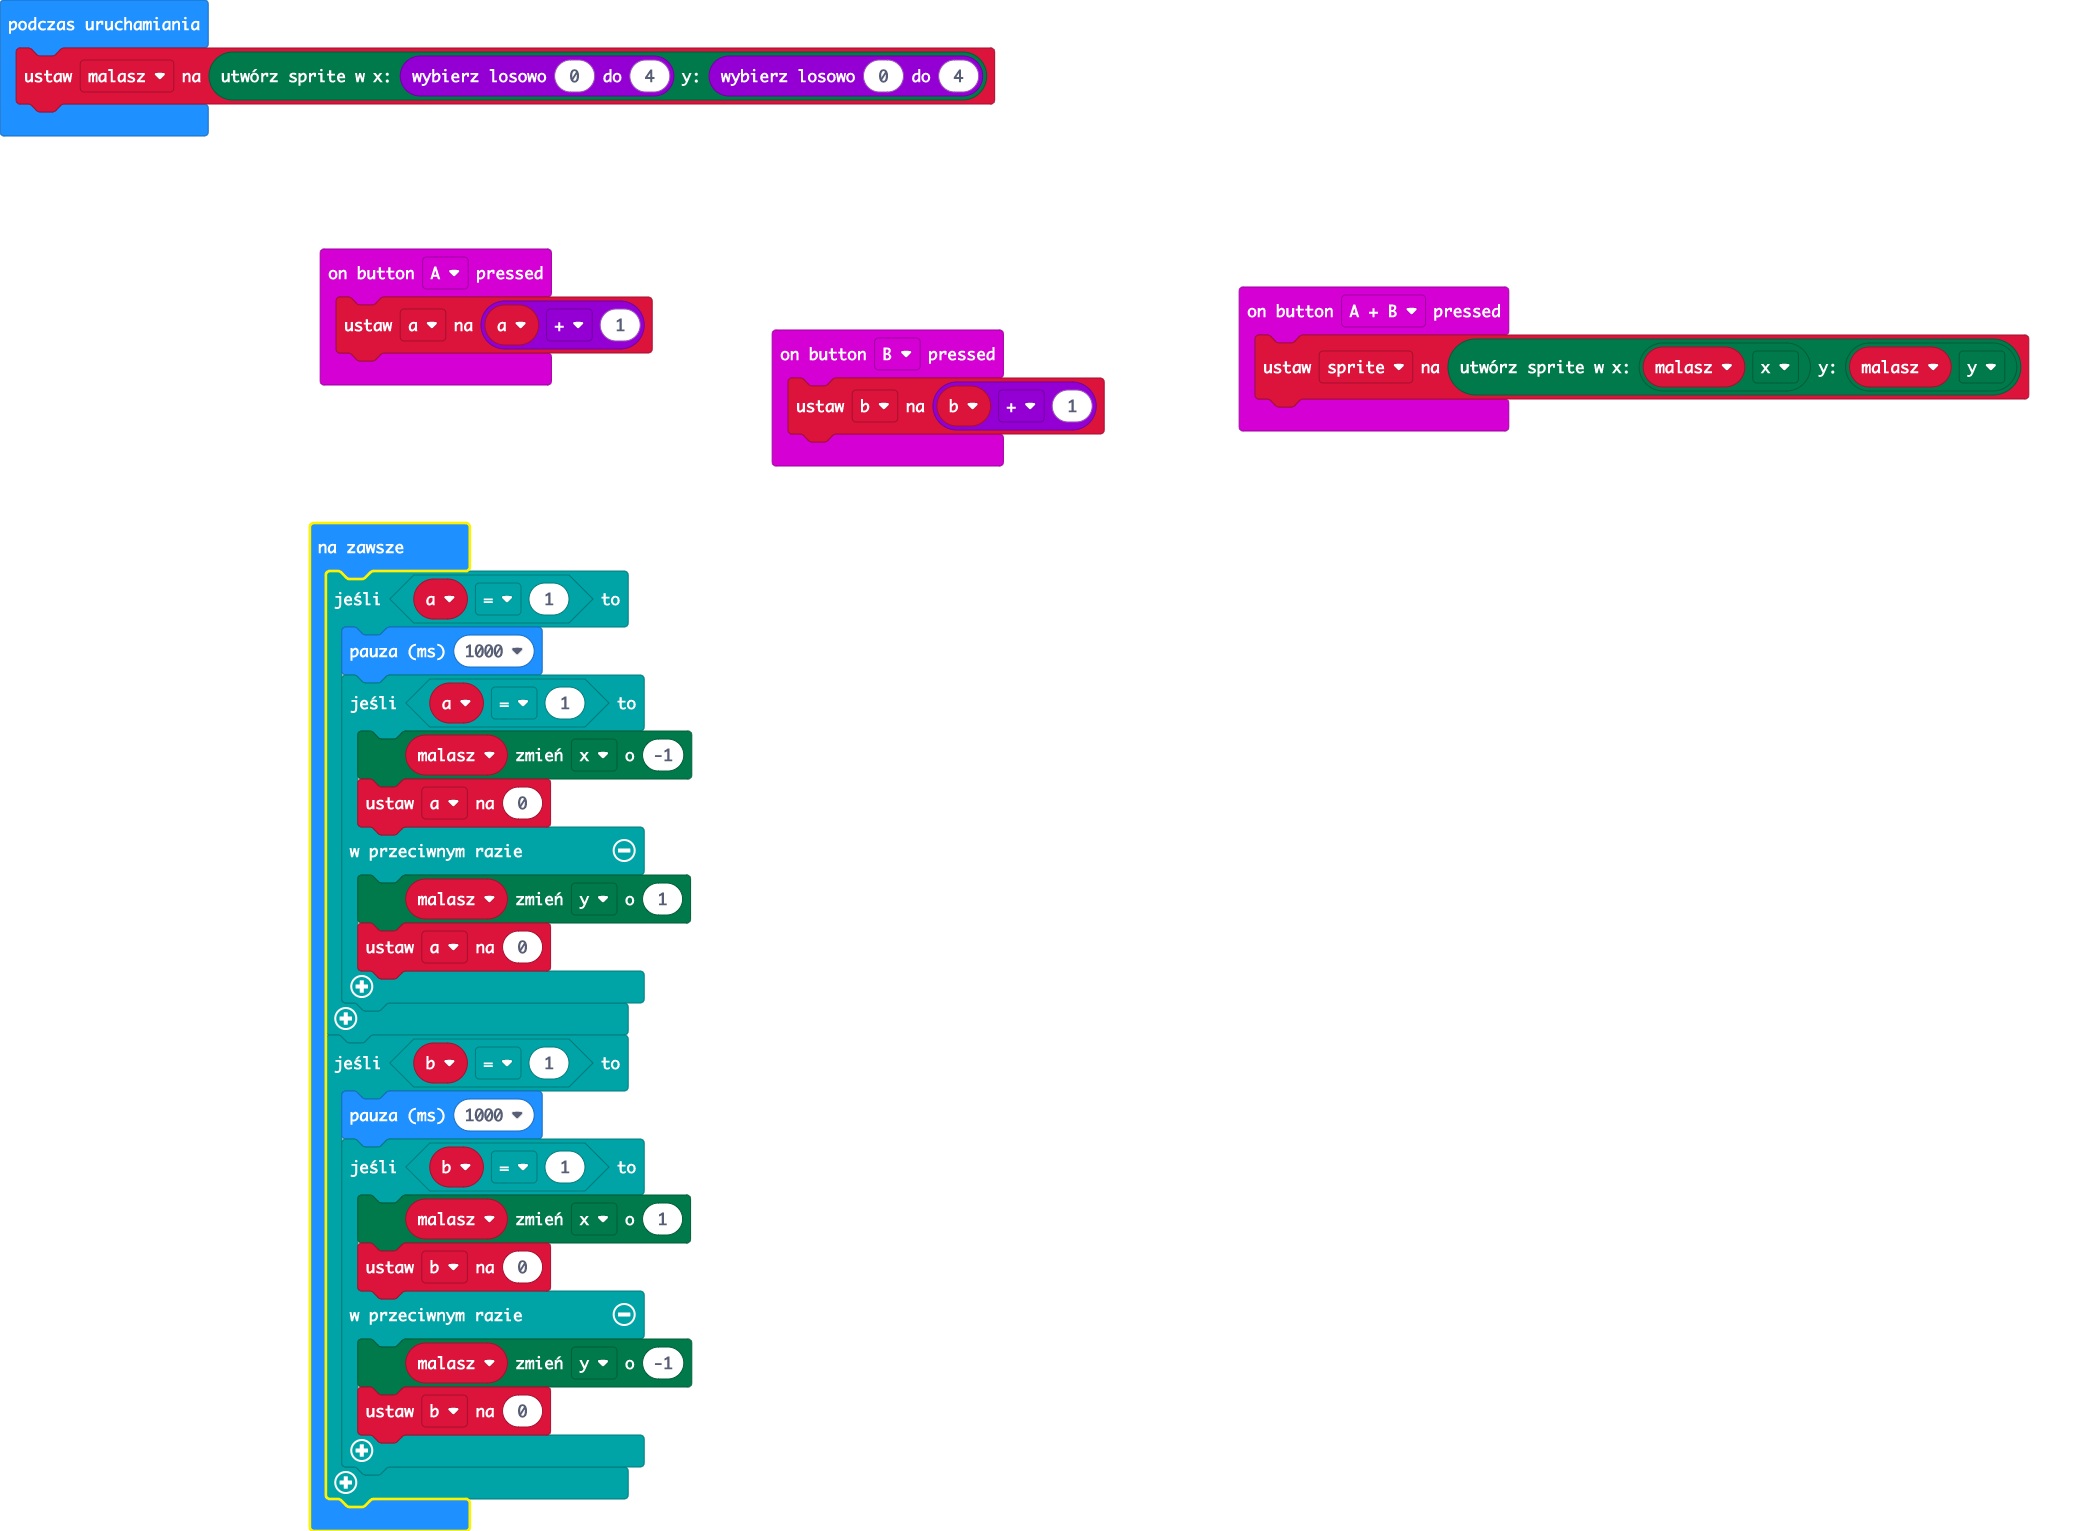 podczas uruchamiania
ustaw malasz na utwórz sprite w x: wybierz losowo 0 do 4 y: wybierz losowo 0 do 4
on button A pressed
ustaw a na a + 1
on button B pressed
ustaw b na b + 1
on button A + B pressed
ustaw sprite na utwórz sprite w x: malasz x y: malasz y
na zawsze
jeśli a = 1 to
pauza (ms) 1000
jeśli a = 1 to
malasz zmień x o -1
ustaw a na 0
w przeciwnym razie
malasz zmień y o 1
ustaw a na 0
jeśli b = 1 to
pauza (ms) 1000
jeśli b = 1 to
malasz zmień x o 1
ustaw b na 0
w przeciwnym razie
malasz zmień y o -1
ustaw b na 0